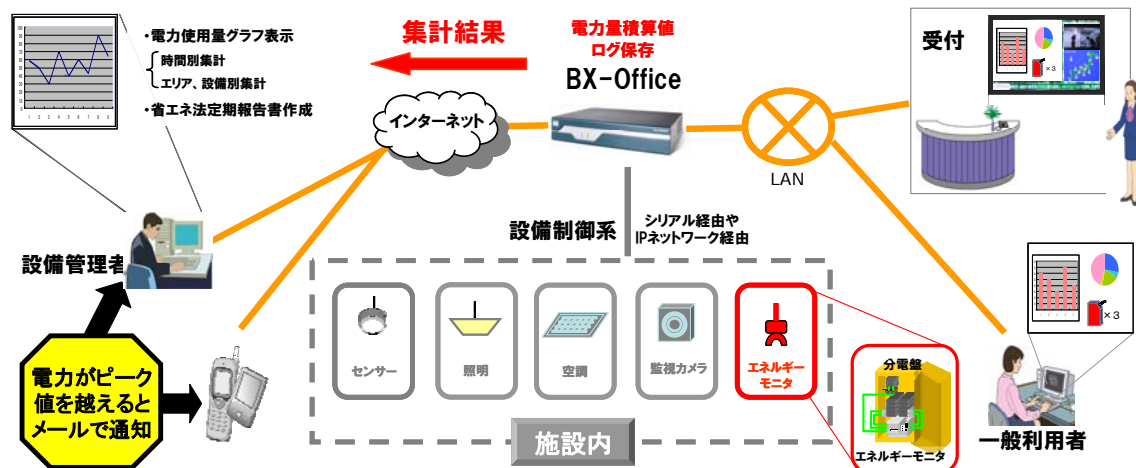 ・電力使用量グラフ表示
時間別集計
エリア、設備別集計
・省エネ法定期報告書作成
集計結果
電力量積算値
ログ保存
BX-Office
受付
×3
インターネット
LAN
設備制御系
シリアル経由や
IPネットワーク経由
設備管理者
電力がピーク
値を越えると
メールで通知
センサー
照明
空調
監視カメラ
エネルギー
モニタ
施設内
分電盤
エネルギーモニタ
×3
一般利用者